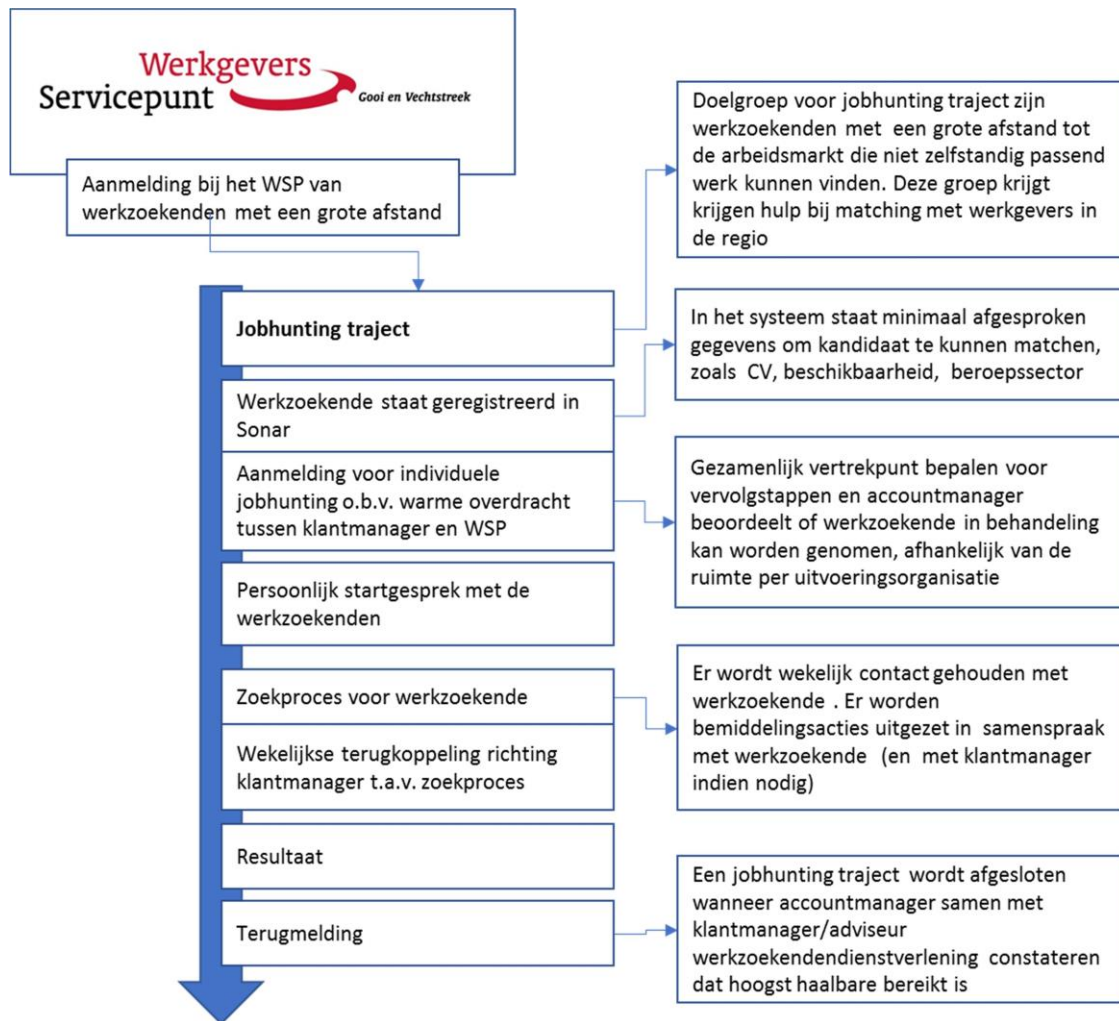 Werkgevers
Servicepunt
Gooi en Vechtstreek
Aanmelding bij het WSP van
werkzoekenden met een grote afstand
Jobhunting traject
Doelgroep voor jobhunting traject zijn
werkzoekenden met een grote afstand tot
de arbeidsmarkt die niet zelfstandig passend
werk kunnen vinden. Deze groep krijgt
krijgen hulp bij matching met werkgevers in
de regio
Werkzoekende staat geregistreerd in
Sonar
In het systeem staat minimaal afgesproken
gegevens om kandidaat te kunnen matchen,
zoals CV, beschikbaarheid, beroepssector
Aanmelding voor individuele
jobhunting o.b.v. warme overdracht
tussen klantmanager en WSP
Gezamenlijk vertrekpunt bepalen voor
vervolgstappen en accountmanager
beoordeelt of werkzoekende in behandeling
kan worden genomen, afhankelijk van de
ruimte per uitvoeringsorganisatie
Persoonlijk startgesprek met de
werkzoekenden
Zoekproces voor werkzoekende
Er wordt wekelijk contact gehouden met
werkzoekende . Er worden
bemiddelingsacties uitgezet in samenspraak
met werkzoekende (en met klantmanager
indien nodig)
Wekelijkse terugkoppeling richting
klantmanager t.a.v. zoekproces
Resultaat
Terugmelding
Een jobhunting traject wordt afgesloten
wanneer accountmanager samen met
klantmanager/adviseur
werkzoekendendienstverlening constateren
dat hoogst haalbare bereikt is